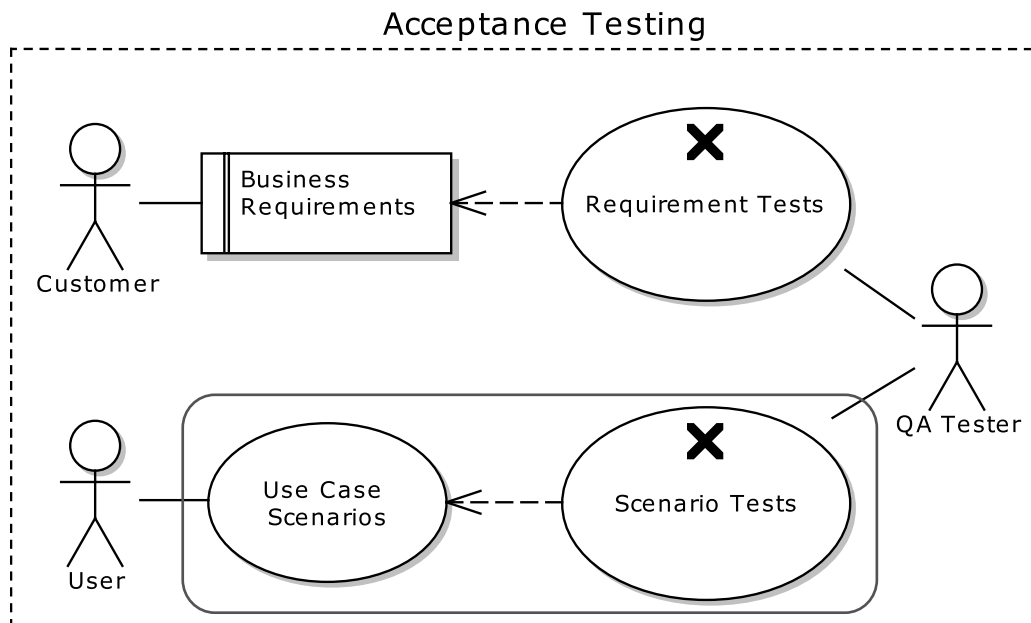 Acceptance Testing
Business
Requirements
Requirement Tests
Customer
QA Tester
Use Case
Scenarios
Scenario Tests
User